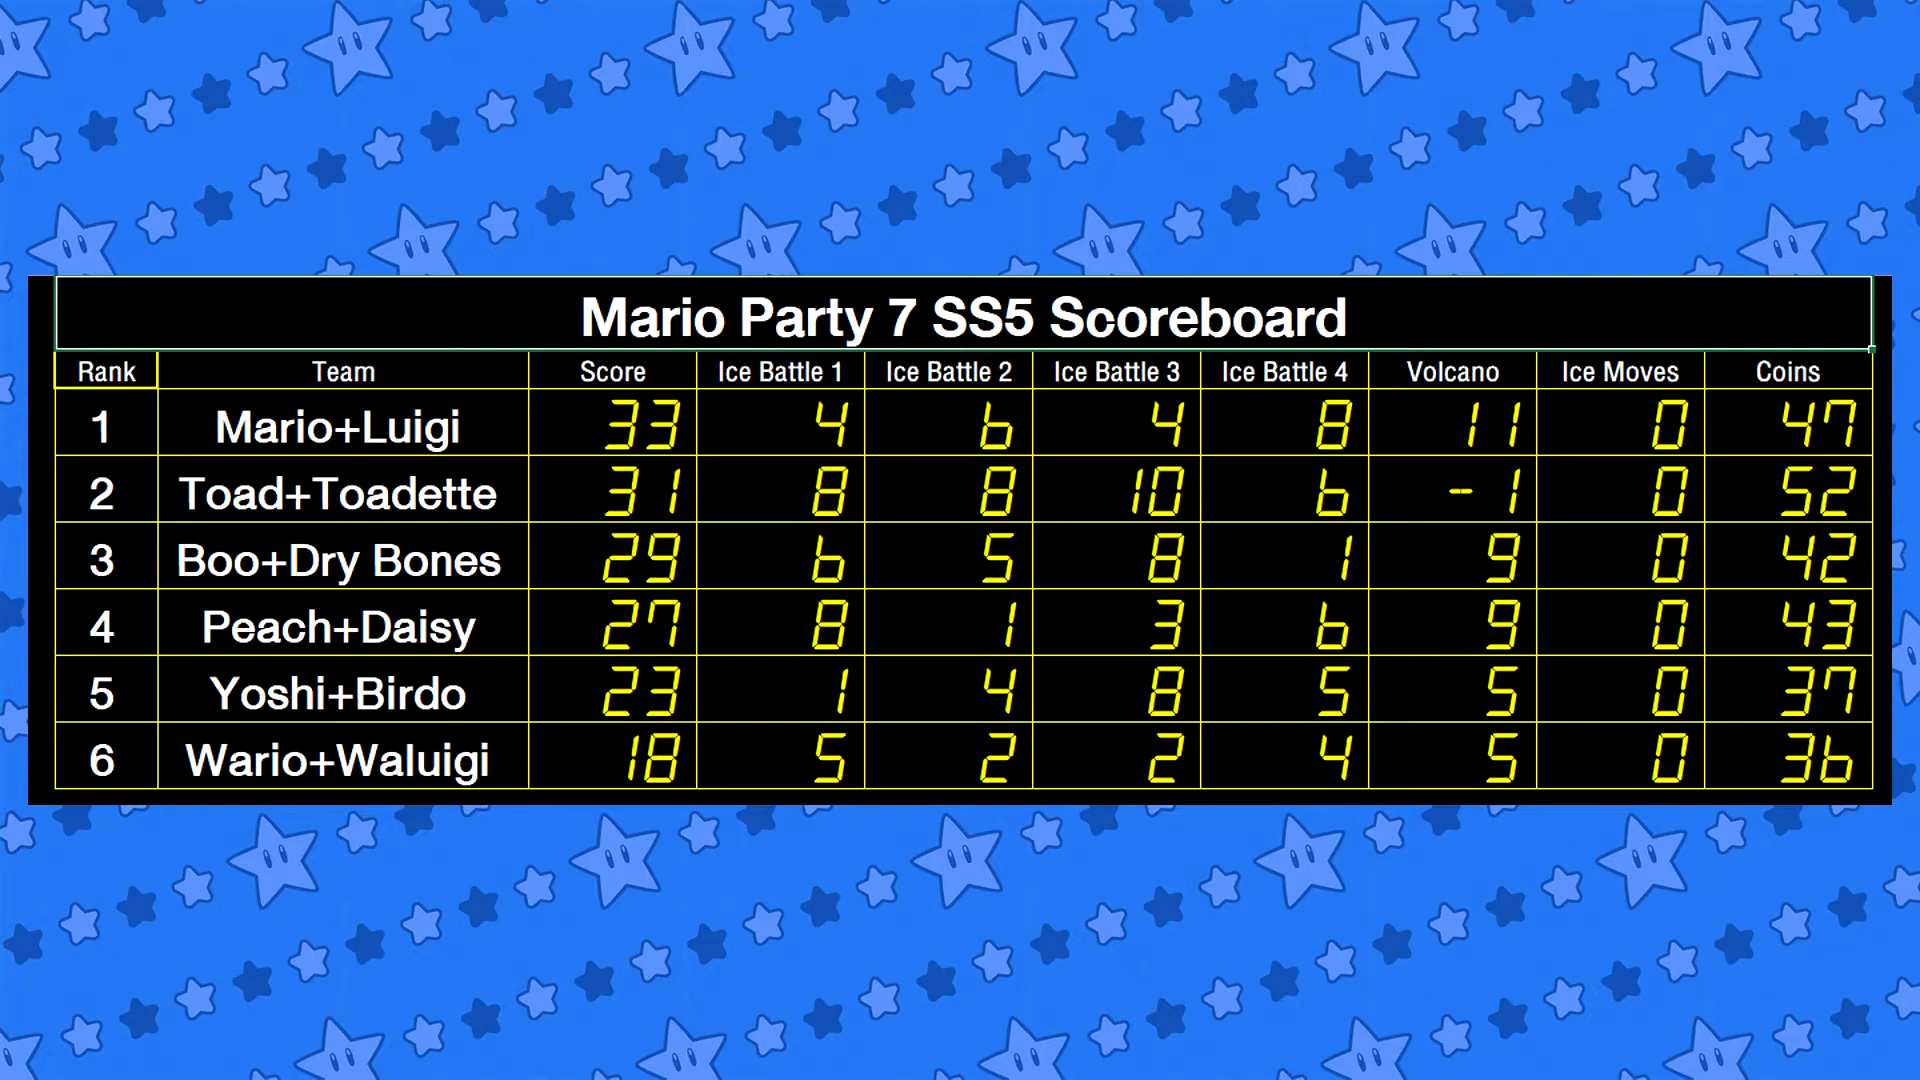 Mario Party 7 SS5 Scoreboard
Rank Team Score Ice Battle 1 Ice Battle 2 Ice Battle 3 Ice Battle 4 Volcano Ice Moves Coins
1 Mario+Luigi 33 4 6 4 8 11 0 47
2 Toad+Toadette 31 8 8 10 6 -1 0 52
3 Boo+Dry Bones 29 6 5 8 1 9 0 42
4 Peach+Daisy 27 8 1 3 6 9 0 43
5 Yoshi+Birdo 23 1 4 8 5 5 0 37
6 Wario+Waluigi 18 5 2 2 4 5 0 36